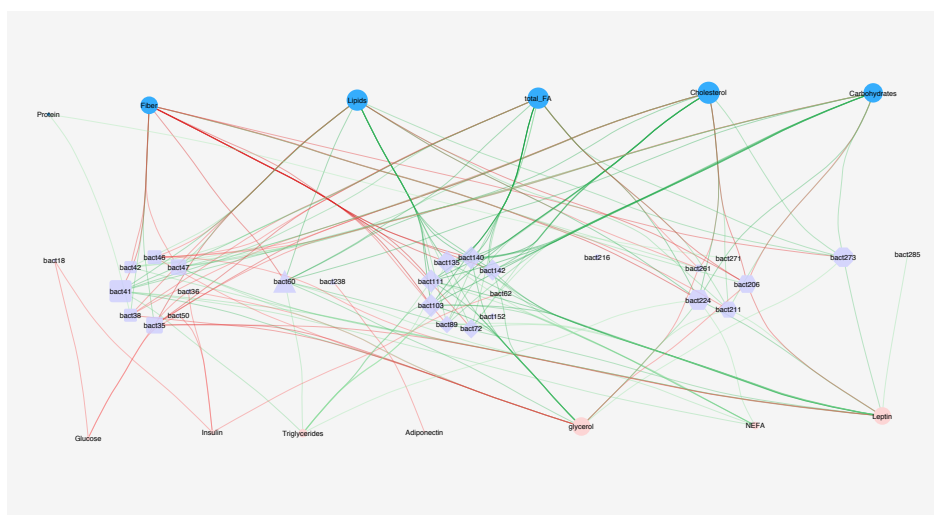 Protein
Fiber
Lipids
total_FA
Cholesterol
Carbohydrates
bact18
bact42
bact46
bact47
bact41
bact36
bact38
bact50
bact35
bact60
bact238
bact135
bact140
bact142
bact111
bact62
bact103
bact152
bact89
bact72
bact216
bact261
bact271
bact206
bact224
bact211
bact273
bact285
Glucose
Insulin
Triglycerides
Adiponectin
glycerol
NEFA
Leptin